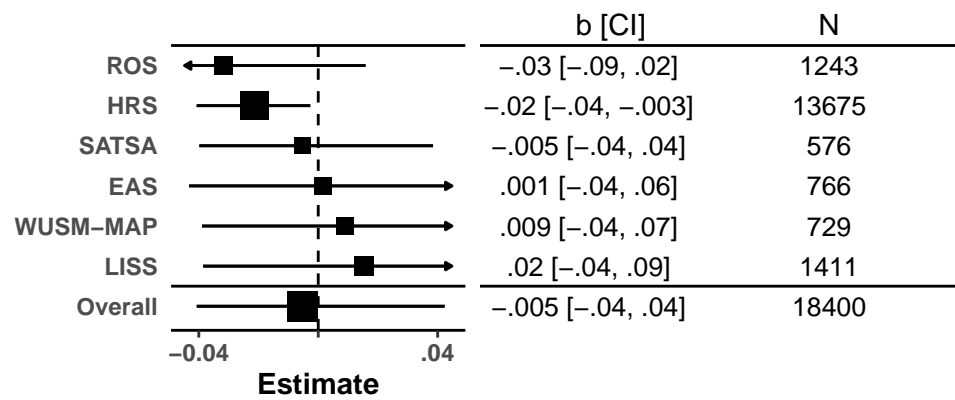 b [CI] N
ROS −.03 [−.09, .02] 1243
HRS −.02 [−.04, −.003] 13675
SATSA −.005 [−.04, .04] 576
EAS .001 [−.04, .06] 766
WUSM−MAP .009 [−.04, .07] 729
LISS .02 [−.04, .09] 1411
Overall −.005 [−.04, .04] 18400
−0.04 .04
Estimate